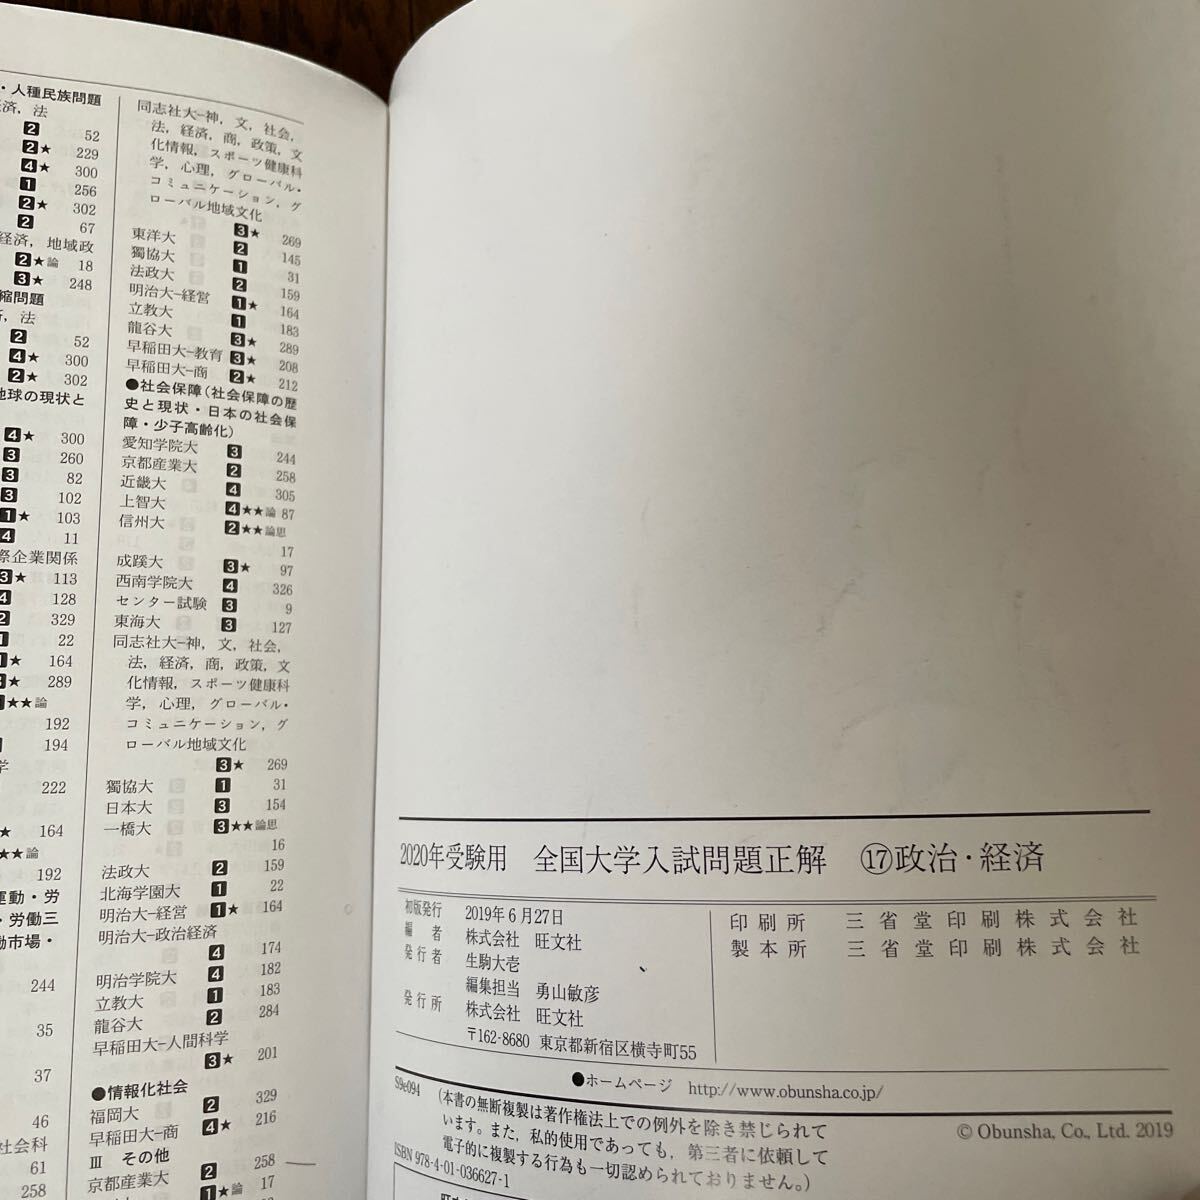 ・人種民族問題
経済，法
2 52
2★ 229
4★ 300
1 256
2★ 302
2 67
経済，地域政
2★論 18
3★ 248
縮問題
，法
2 52
4★ 300
2★ 302
地球の現状と
4★ 300
3 260
3 82
3 102
1★ 103
4 11
際企業関係
3★ 113
4 128
2 329
1 22
1★ 164
3★ 289
★★論
192
194
学
222
★ 164
★★論
192
運動・労
・労働三
働市場・
244
35
37
46
社会科
61
258
同志社大−神，文，社会，
法，経済，商，政策，文
化情報，スポーツ健康科
学，心理，グローバル・
コミュニケーション，グ
ローバル地域文化
3★ 269
東洋大 2 145
獨協大 1 31
法政大 2 159
明治大−経営 1★ 164
立教大 1 183
龍谷大 3★ 289
早稲田大−教育 3★ 208
早稲田大−商 2★ 212
●社会保障（社会保障の歴
史と現状・日本の社会保
障・少子高齢化）
愛知学院大 3 244
京都産業大 2 258
近畿大 4 305
上智大 4★★論 87
信州大 2★★論思
17
成蹊大 3★ 97
西南学院大 4 326
センター試験 3 9
東海大 3 127
同志社大−神，文，社会，
法，経済，商，政策，文
化情報，スポーツ健康科
学，心理，グローバル・
コミュニケーション，グ
ローバル地域文化
3★ 269
獨協大 1 31
日本大 3 154
一橋大 3★★論思
16
法政大 2 159
北海学園大 1 22
明治大−経営 1★ 164
明治大−政治経済
4 174
明治学院大 4 182
立教大 1 183
龍谷大 2 284
早稲田大−人間科学
3★ 201
●情報化社会
福岡大 2 329
早稲田大−商 4★ 216
Ⅲ その他
京都産業大 2 258
1★論 17
2020年受験用 全国大学入試問題正解 ⑰政治・経済
初版発行 2019年6月27日
編者 株式会社 旺文社
発行者 生駒大壱
編集担当 勇山敏彦
発行所 株式会社 旺文社
〒162-8680 東京都新宿区横寺町55
印刷所 三省堂印刷株式会社
製本所 三省堂印刷株式会社
●ホームページ http://www.obunsha.co.jp/
S9e094
（本書の無断複製は著作権法上での例外を除き禁じられて
います。また，私的使用であっても，第三者に依頼して
電子的に複製する行為も一切認められておりません。）
© Obunsha, Co., Ltd. 2019
ISBN 978-4-01-036627-1